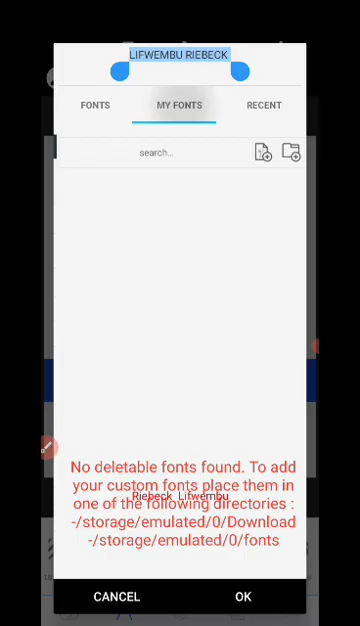 LIFWEMBU RIEBECK
FONTS
MY FONTS
RECENT
search...
No deletable fonts found. To add
your custom fonts place them in
Riebeck Lifwembu
one of the following directories :
-/storage/emulated/0/Download
-/storage/emulated/0/fonts
CANCEL
OK